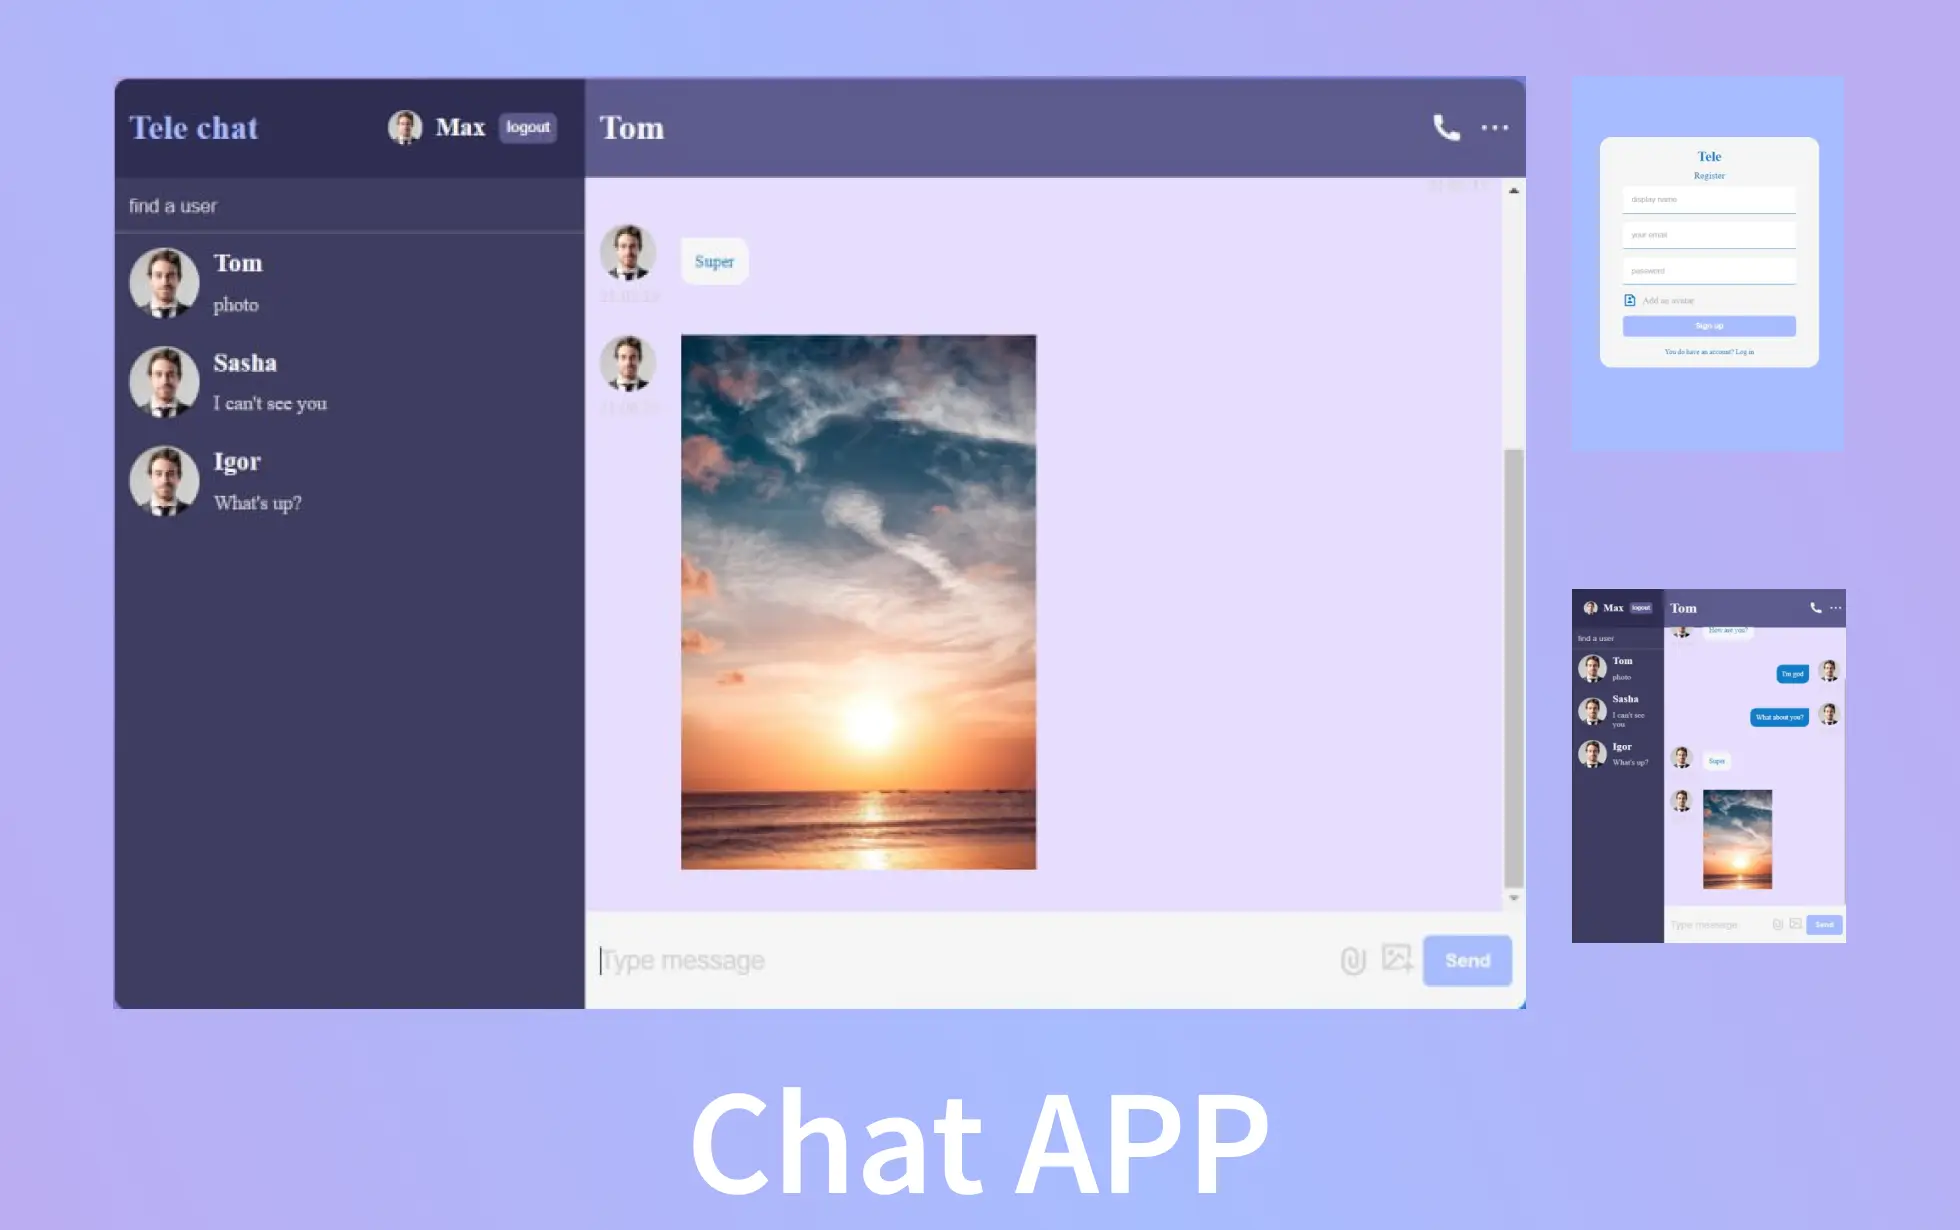 Tele chat
Max
logout
find a user
Tom
photo
Sasha
I can't see you
Igor
What's up?
Tom
Super
Type message
Send
Tele
Register
display name
your email
password
Add an avatar
Sign up
You do have an account? Log in
Max
logout
find a user
Tom
photo
Sasha
I can't see
you
Igor
What's up?
Tom
How are you?
I'm god
What about you?
Super
Type message
Send
Chat APP